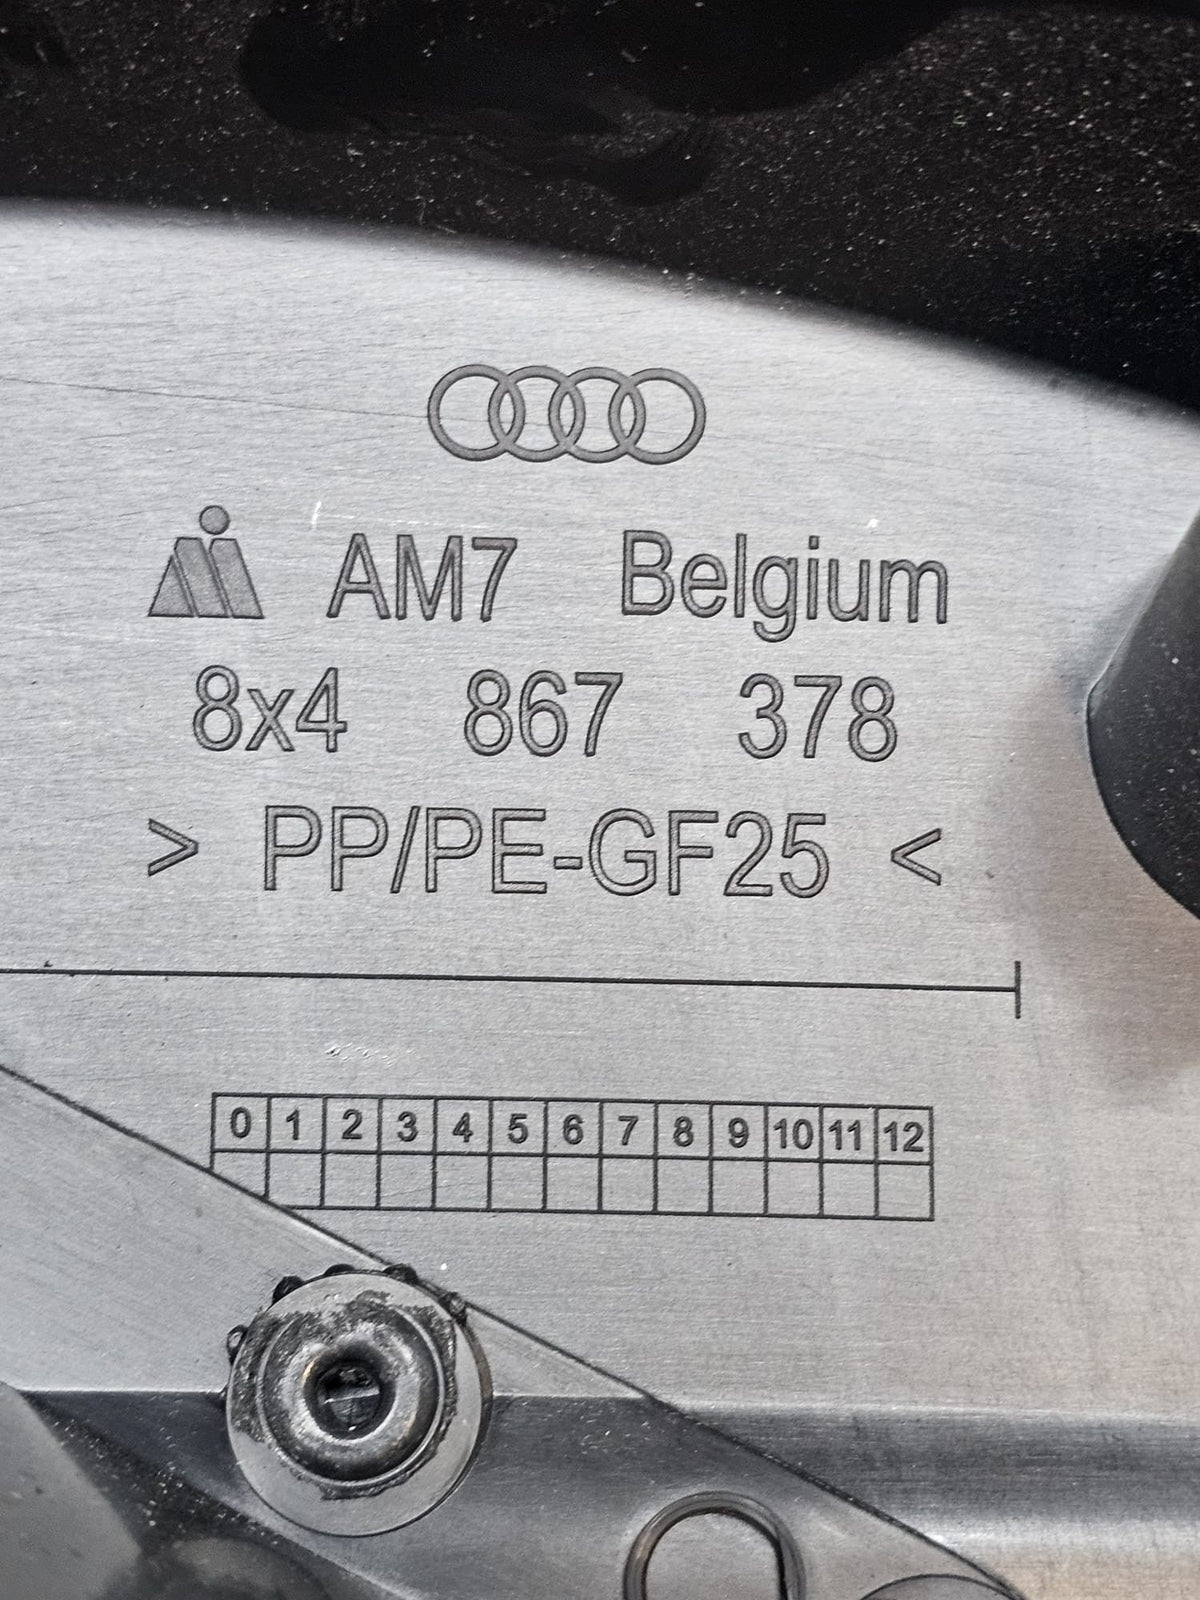 AM7 Belgium
8x4 867 378
> PP/PE-GF25 <
0 1 2 3 4 5 6 7 8 9 10 11 12